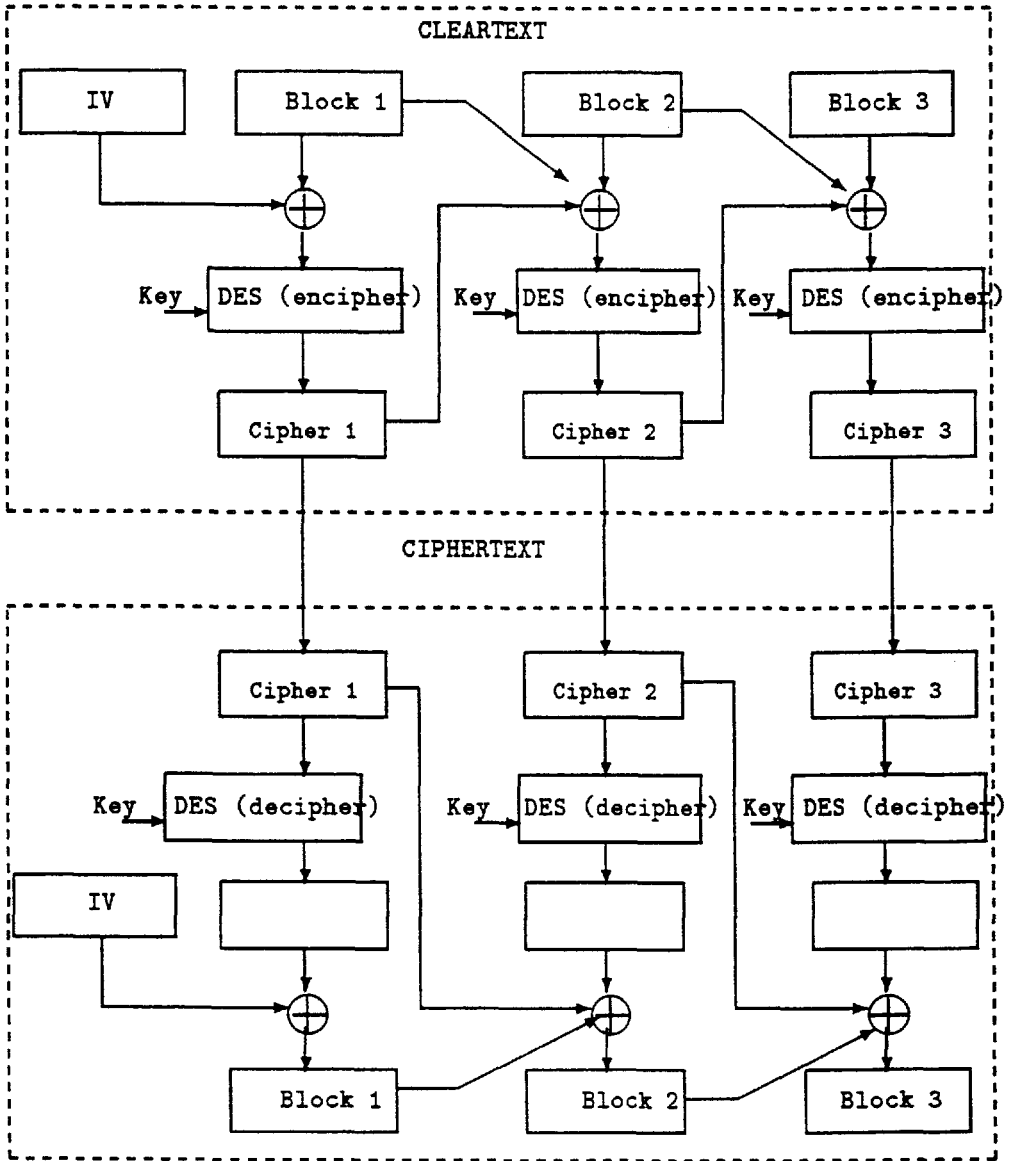 CLEARTEXT
IV
Block 1
Block 2
Block 3
Key
DES (encipher)
Key
DES (encipher)
Key
DES (encipher)
Cipher 1
Cipher 2
Cipher 3
CIPHERTEXT
Cipher 1
Cipher 2
Cipher 3
Key
DES (decipher)
Key
DES (decipher)
Key
DES (decipher)
IV
Block 1
Block 2
Block 3